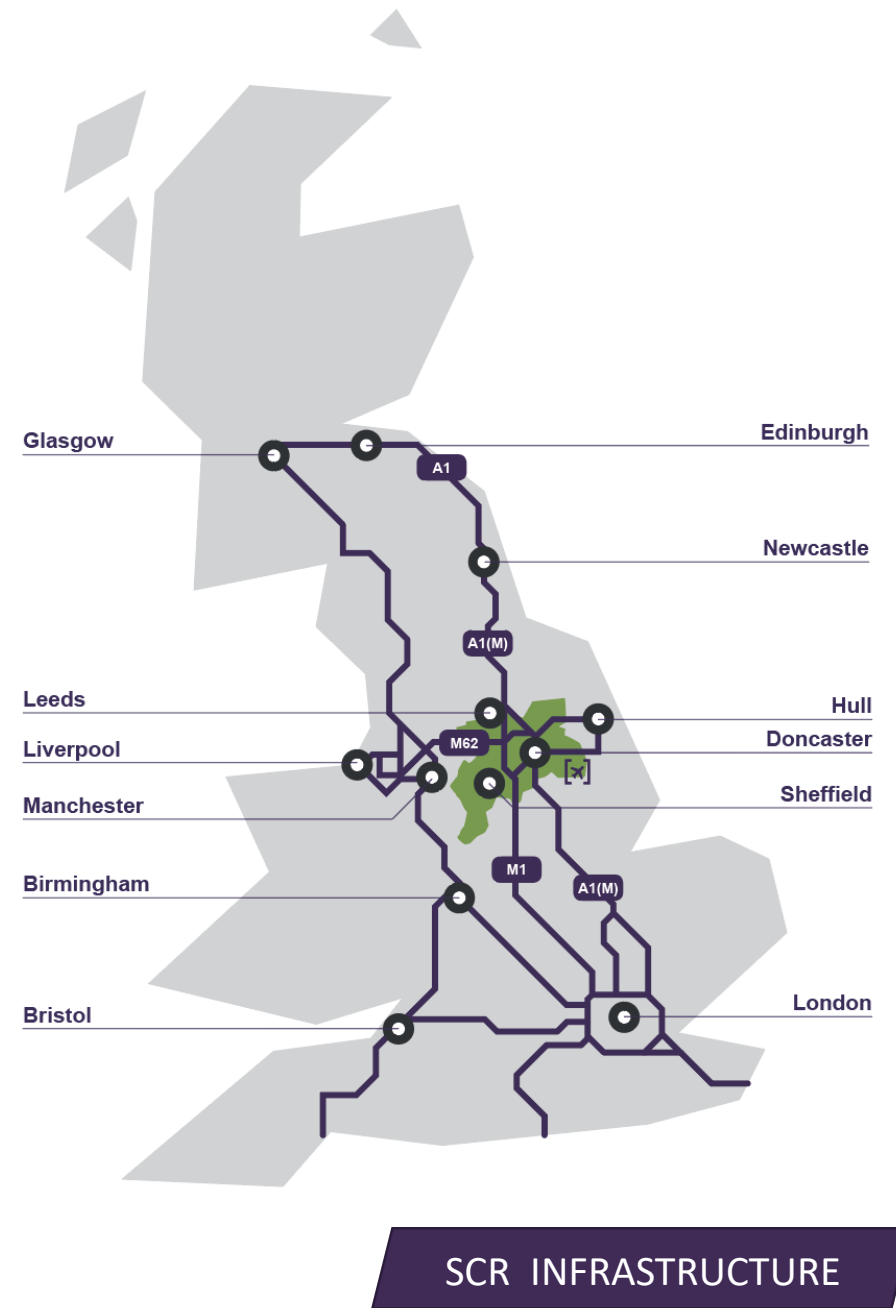 Edinburgh
Glasgow
A1
Newcastle
A1(M)
Leeds
Hull
Doncaster
M62
Liverpool
Sheffield
Manchester
M1
Birmingham
A1(M)
London
Bristol
SCR INFRASTRUCTURE